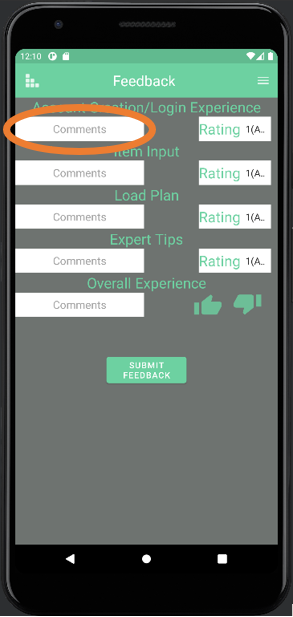 12:10
Feedback
Account Creation/Login Experience
Comments Rating 1(A..
Item Input
Comments Rating 1(A..
Load Plan
Comments Rating 1(A..
Expert Tips
Comments Rating 1(A..
Overall Experience
Comments
SUBMIT
FEEDBACK